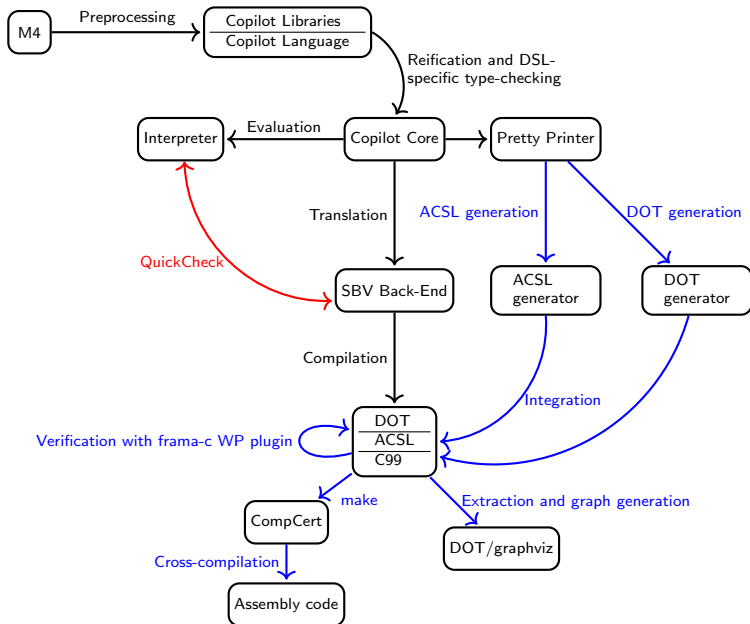 Preprocessing
M4
Copilot Libraries
Copilot Language
Reification and DSL-
specific type-checking
Interpreter
Evaluation
Copilot Core
Pretty Printer
Translation
ACSL generation
DOT generation
QuickCheck
SBV Back-End
ACSL
generator
DOT
generator
Compilation
Integration
Verification with frama-c WP plugin
DOT
ACSL
C99
make
Extraction and graph generation
CompCert
DOT/graphviz
Cross-compilation
Assembly code